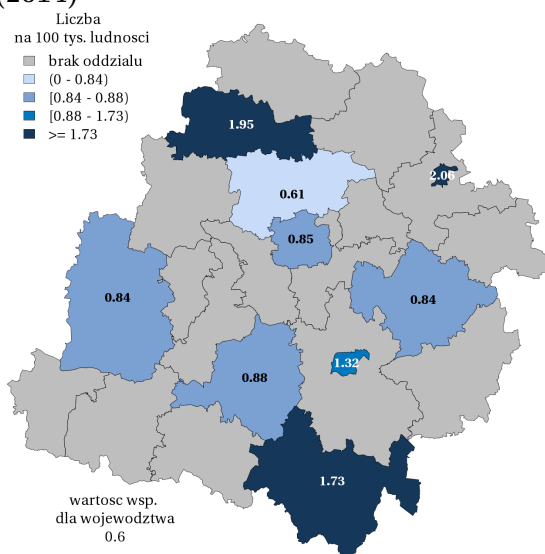 (2014)
Liczba
na 100 tys. ludnosci
brak oddzialu
(0 - 0.84)
[0.84 - 0.88)
[0.88 - 1.73)
>= 1.73
1.95
2.06
0.61
0.85
0.84
0.84
1.32
0.88
1.73
wartosc wsp.
dla wojewodztwa
0.6